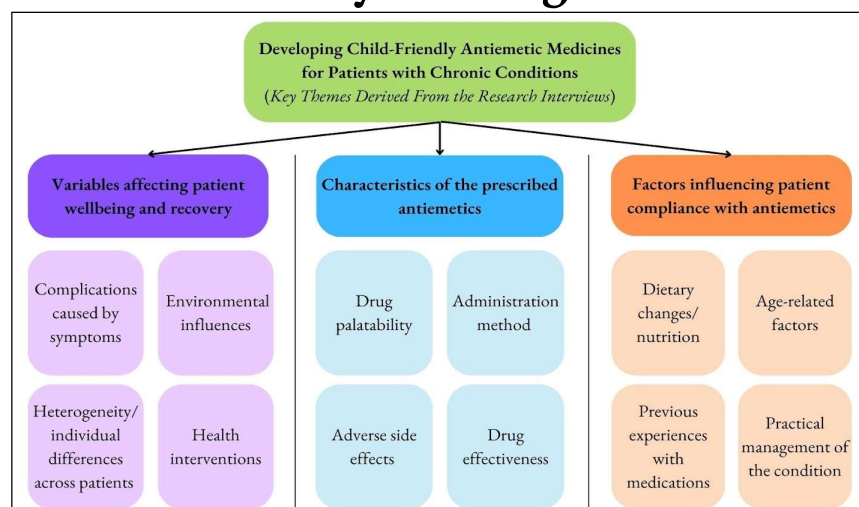 Developing Child-Friendly Antiemetic Medicines
for Patients with Chronic Conditions
(Key Themes Derived From the Research Interviews)
Variables affecting patient
wellbeing and recovery
Characteristics of the prescribed
antiemetics
Factors influencing patient
compliance with antiemetics
Complications
caused by
symptoms
Environmental
influences
Drug
palatability
Administration
method
Dietary
changes/
nutrition
Age-related
factors
Heterogeneity/
individual
differences
across patients
Health
interventions
Adverse side
effects
Drug
effectiveness
Previous
experiences
with
medications
Practical
management of
the condition